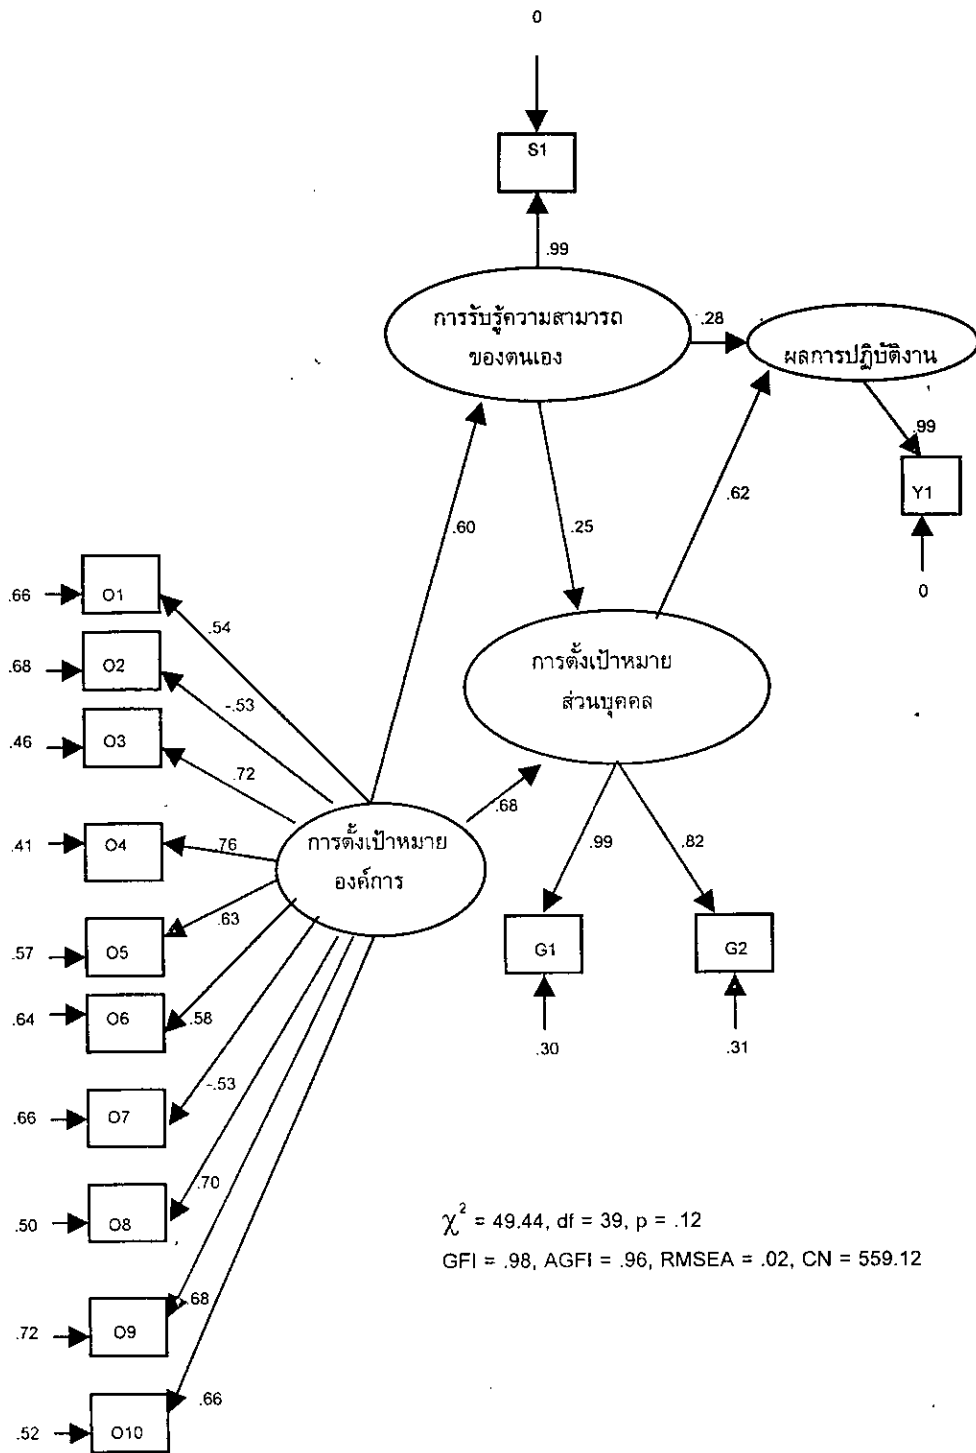 0
S1
.99
การรับรู้ความสามารถ
ของตนเอง
.28
ผลการปฏิบัติงาน
.99
Y1
0
.62
.60
.25
.66
O1
.54
.68
O2
-.53
.46
O3
.72
การตั้งเป้าหมาย
ส่วนบุคคล
.41
O4
.76
การตั้งเป้าหมาย
องค์การ
.68
.99
.82
.57
O5
.63
G1
G2
.64
O6
.58
.30
.31
.66
O7
-.53
.50
O8
.70
.72
O9
.68
.52
O10
.66
χ² = 49.44, df = 39, p = .12
GFI = .98, AGFI = .96, RMSEA = .02, CN = 559.12